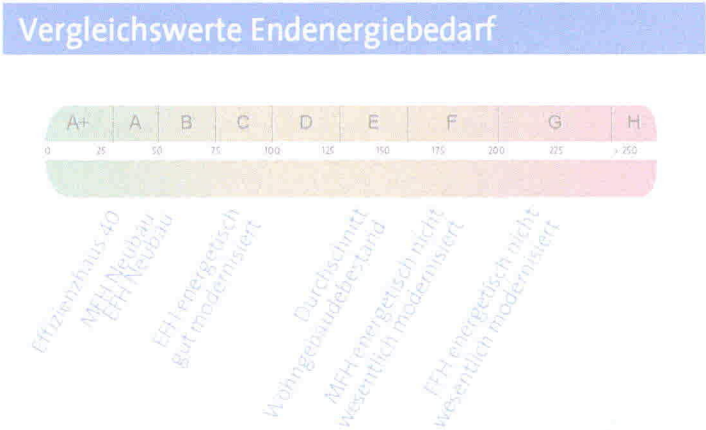 Vergleichswerte Endenergiebedarf
A+ A B C D E F G H
0 25 50 75 100 125 150 175 200 225 > 250
Effizienzhaus 40
MFH Neubau
EFH Neubau
EFH energetisch
gut modernisiert
Durchschnitt
Wohngebäudebestand
MFH energetisch nicht
wesentlich modernisiert
EFH energetisch nicht
wesentlich modernisiert